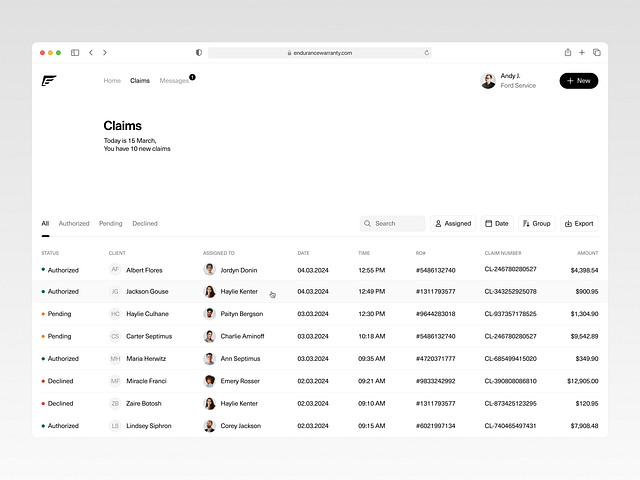 endurancewarranty.com
Home Claims Messages 1
Andy J.
Ford Service
+ New
Claims
Today is 15 March,
You have 10 new claims
All Authorized Pending Declined Search Assigned Date Group Export
STATUS CLIENT ASSIGNED TO DATE TIME RO# CLAIM NUMBER AMOUNT
Authorized AF Albert Flores Jordyn Donin 04.03.2024 12:55 PM #5486132740 CL-246780280527 $4,398.54
Authorized JG Jackson Gouse Haylie Kenter 04.03.2024 12:49 PM #1311793577 CL-343252925078 $900.95
Pending HC Haylie Culhane Paityn Bergson 03.03.2024 12:30 PM #9644283018 CL-937357178525 $1,304.90
Pending CS Carter Septimus Charlie Aminoff 03.03.2024 10:18 AM #5486132740 CL-246780280527 $9,542.89
Authorized MH Maria Herwitz Ann Septimus 03.03.2024 09:35 AM #4720371777 CL-685499415020 $349.90
Declined MF Miracle Franci Emery Rosser 02.03.2024 09:21 AM #9833242992 CL-390808086810 $12,905.00
Declined ZB Zaire Botosh Haylie Kenter 02.03.2024 09:10 AM #1311793577 CL-873425123295 $120.95
Authorized LS Lindsey Siphron Corey Jackson 02.03.2024 09:15 AM #6021997134 CL-740465497431 $7,908.48